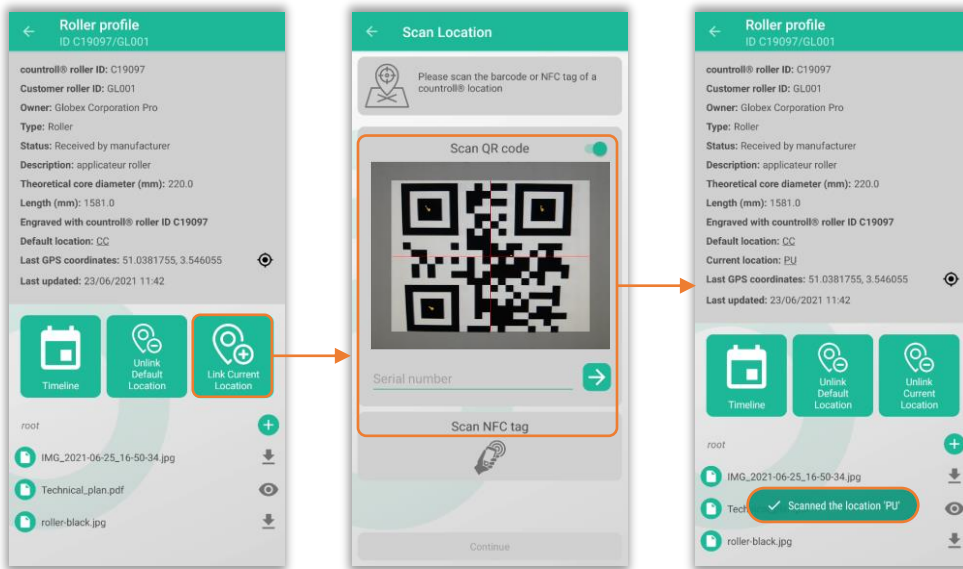 Roller profile
ID C19097/GL001
countroll® roller ID: C19097
Customer roller ID: GL001
Owner: Globex Corporation Pro
Type: Roller
Status: Received by manufacturer
Description: applicateur roller
Theoretical core diameter (mm): 220.0
Length (mm): 1581.0
Engraved with countroll® roller ID C19097
Default location: CC
Last GPS coordinates: 51.0381755, 3.546055
Last updated: 23/06/2021 11:42
Timeline
Unlink
Default
Location
Link Current
Location
root
IMG_2021-06-25_16-50-34.jpg
Technical_plan.pdf
roller-black.jpg
Scan Location
Please scan the barcode or NFC tag of a
countroll® location
Scan QR code
Serial number
Scan NFC tag
Continue
Roller profile
ID C19097/GL001
countroll® roller ID: C19097
Customer roller ID: GL001
Owner: Globex Corporation Pro
Type: Roller
Status: Received by manufacturer
Description: applicateur roller
Theoretical core diameter (mm): 220.0
Length (mm): 1581.0
Engraved with countroll® roller ID C19097
Default location: CC
Current location: PU
Last GPS coordinates: 51.0381755, 3.546055
Last updated: 23/06/2021 11:42
Timeline
Unlink
Default
Location
Unlink
Current
Location
root
IMG_2021-06-25_16-50-34.jpg
Tech
Scanned the location 'PU'
roller-black.jpg